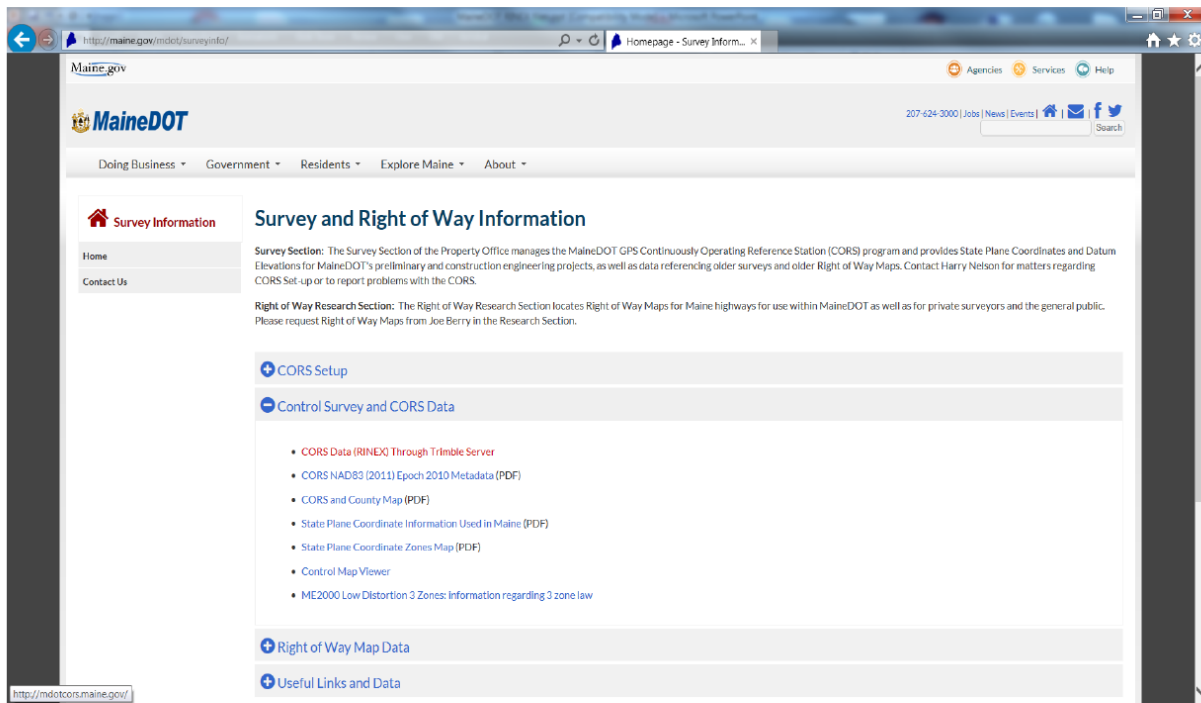 http://maine.gov/mdot/surveyinfo/
Homepage - Survey Inform...
Maine.gov
Agencies Services Help
MaineDOT
207-624-3000 | Jobs | News | Events |
Search
Doing Business Government Residents Explore Maine About
Survey Information
Home
Contact Us
Survey and Right of Way Information
Survey Section: The Survey Section of the Property Office manages the MaineDOT GPS Continuously Operating Reference Station (CORS) program and provides State Plane Coordinates and Datum
Elevations for MaineDOT's preliminary and construction engineering projects, as well as data referencing older surveys and older Right of Way Maps. Contact Harry Nelson for matters regarding
CORS Set-up or to report problems with the CORS.
Right of Way Research Section: The Right of Way Research Section locates Right of Way Maps for Maine highways for use within MaineDOT as well as for private surveyors and the general public.
Please request Right of Way Maps from Joe Berry in the Research Section.
CORS Setup
Control Survey and CORS Data
• CORS Data (RINEX) Through Trimble Server
• CORS NAD83 (2011) Epoch 2010 Metadata (PDF)
• CORS and County Map (PDF)
• State Plane Coordinate Information Used in Maine (PDF)
• State Plane Coordinate Zones Map (PDF)
• Control Map Viewer
• ME2000 Low Distortion 3 Zones: information regarding 3 zone law
Right of Way Map Data
Useful Links and Data
http://mdotcors.maine.gov/